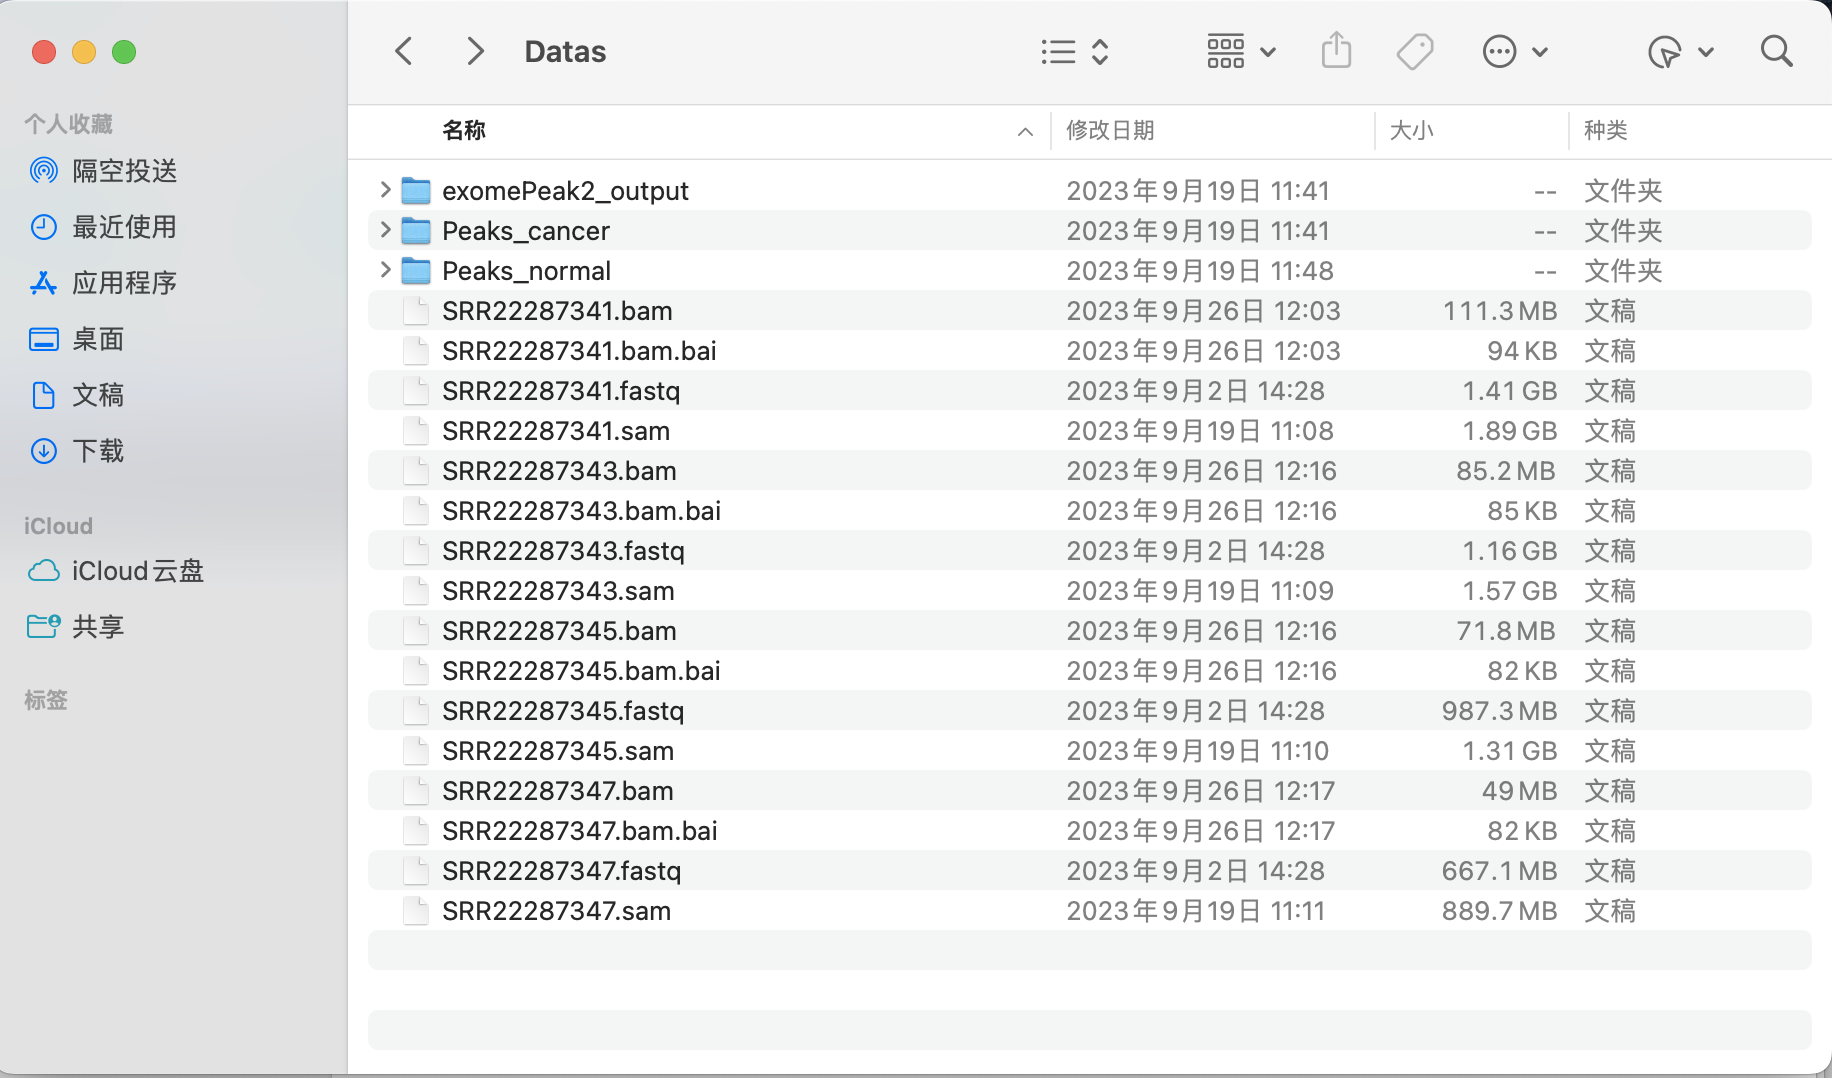 Datas
个人收藏
隔空投送
最近使用
应用程序
桌面
文稿
下载
iCloud
iCloud云盘
共享
标签
名称 修改日期 大小 种类
exomePeak2_output 2023年9月19日 11:41 -- 文件夹
Peaks_cancer 2023年9月19日 11:41 -- 文件夹
Peaks_normal 2023年9月19日 11:48 -- 文件夹
SRR22287341.bam 2023年9月26日 12:03 111.3 MB 文稿
SRR22287341.bam.bai 2023年9月26日 12:03 94 KB 文稿
SRR22287341.fastq 2023年9月2日 14:28 1.41 GB 文稿
SRR22287341.sam 2023年9月19日 11:08 1.89 GB 文稿
SRR22287343.bam 2023年9月26日 12:16 85.2 MB 文稿
SRR22287343.bam.bai 2023年9月26日 12:16 85 KB 文稿
SRR22287343.fastq 2023年9月2日 14:28 1.16 GB 文稿
SRR22287343.sam 2023年9月19日 11:09 1.57 GB 文稿
SRR22287345.bam 2023年9月26日 12:16 71.8 MB 文稿
SRR22287345.bam.bai 2023年9月26日 12:16 82 KB 文稿
SRR22287345.fastq 2023年9月2日 14:28 987.3 MB 文稿
SRR22287345.sam 2023年9月19日 11:10 1.31 GB 文稿
SRR22287347.bam 2023年9月26日 12:17 49 MB 文稿
SRR22287347.bam.bai 2023年9月26日 12:17 82 KB 文稿
SRR22287347.fastq 2023年9月2日 14:28 667.1 MB 文稿
SRR22287347.sam 2023年9月19日 11:11 889.7 MB 文稿